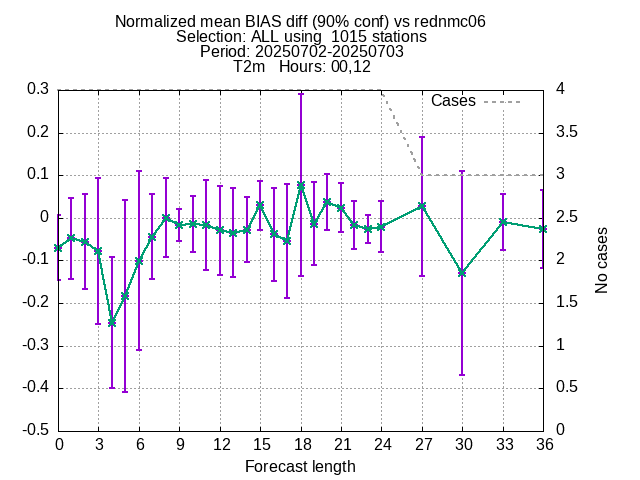 Normalized mean BIAS diff (90% conf) vs rednmc06
Selection: ALL using  1015 stations
Period: 20250702-20250703
T2m   Hours: 00,12
Cases
0.3
0.2
0.1
0
-0.1
-0.2
-0.3
-0.4
-0.5
4
3.5
3
2.5
2
1.5
1
0.5
0
No cases
0 3 6 9 12 15 18 21 24 27 30 33 36
Forecast length